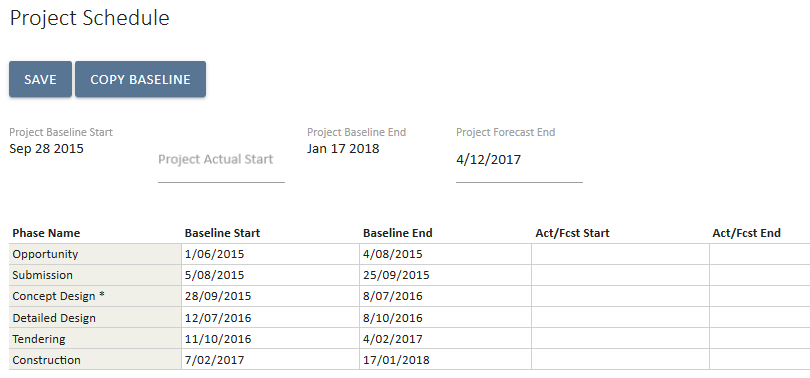 Project Schedule
SAVE COPY BASELINE
Project Baseline Start Project Baseline End Project Forecast End
Sep 28 2015 Project Actual Start Jan 17 2018 4/12/2017
Phase Name Baseline Start Baseline End Act/Fcst Start Act/Fcst End
Opportunity 1/06/2015 4/08/2015
Submission 5/08/2015 25/09/2015
Concept Design * 28/09/2015 8/07/2016
Detailed Design 12/07/2016 8/10/2016
Tendering 11/10/2016 4/02/2017
Construction 7/02/2017 17/01/2018